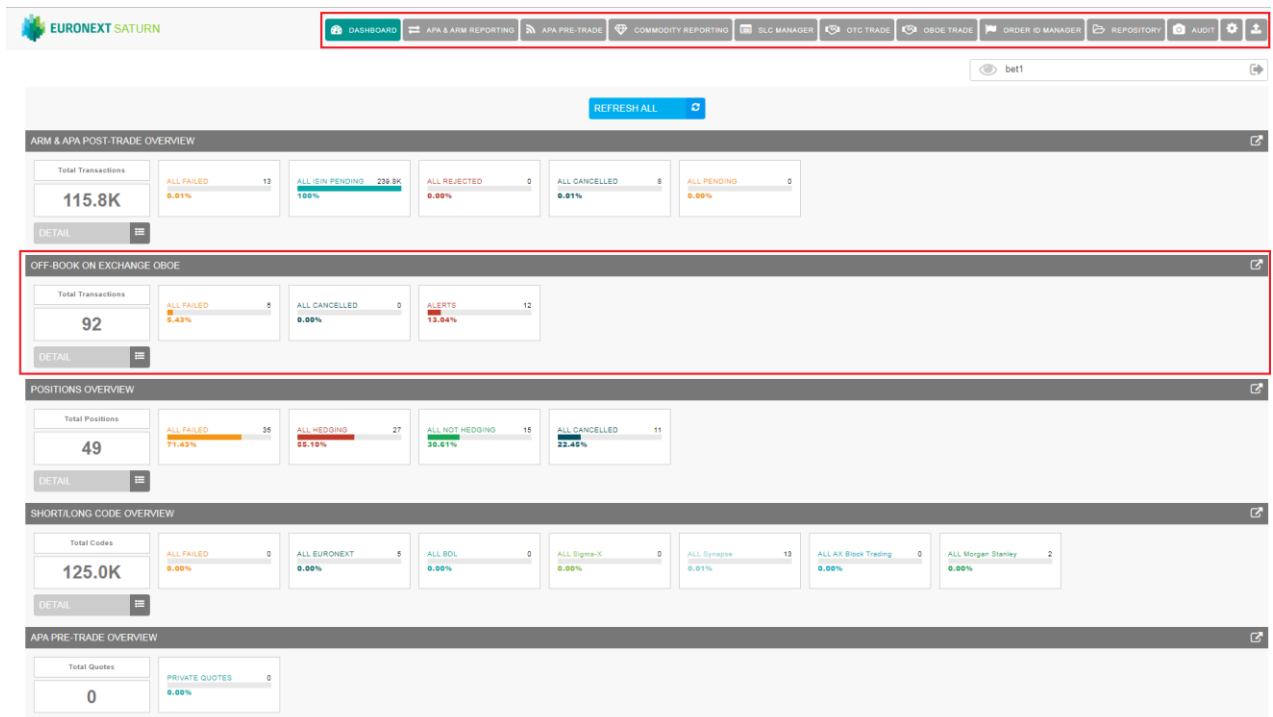 EURONEXT SATURN
DASHBOARD APA & ARM REPORTING APA PRE-TRADE COMMODITY REPORTING SLC MANAGER OTC TRADE OBOE TRADE ORDER ID MANAGER REPOSITORY AUDIT
bet1
REFRESH ALL
ARM & APA POST-TRADE OVERVIEW
Total Transactions
115.8K
ALL FAILED 13
0.01%
ALL ISIN PENDING 239.8K
100%
ALL REJECTED 0
0.00%
ALL CANCELLED 8
0.01%
ALL PENDING 0
0.00%
DETAIL
OFF-BOOK ON EXCHANGE OBOE
Total Transactions
92
ALL FAILED 5
5.43%
ALL CANCELLED 0
0.00%
ALERTS 12
13.04%
DETAIL
POSITIONS OVERVIEW
Total Positions
49
ALL FAILED 35
71.43%
ALL HEDGING 27
55.10%
ALL NOT HEDGING 15
30.61%
ALL CANCELLED 11
22.45%
DETAIL
SHORT/LONG CODE OVERVIEW
Total Codes
125.0K
ALL FAILED 0
0.00%
ALL EURONEXT 5
0.00%
ALL BDL 0
0.00%
ALL Sigma-X 0
0.00%
ALL Synapse 13
0.01%
ALL AX Block Trading 0
0.00%
ALL Morgan Stanley 2
0.00%
DETAIL
APA PRE-TRADE OVERVIEW
Total Quotes
0
PRIVATE QUOTES 0
0.00%